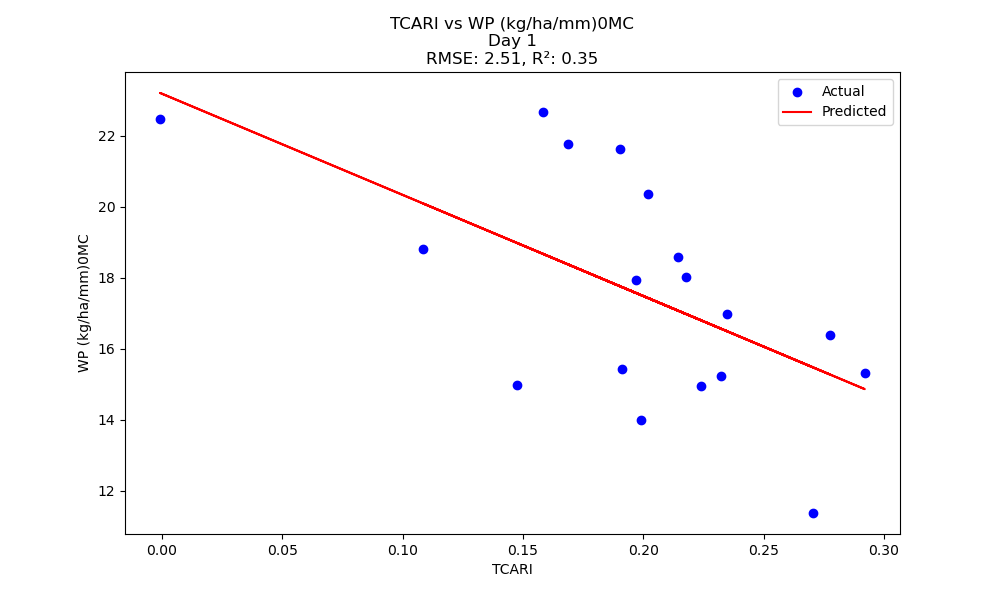 TCARI vs WP (kg/ha/mm)0MC
Day 1
RMSE: 2.51, R²: 0.35
Actual
Predicted
WP (kg/ha/mm)0MC
22
20
18
16
14
12
0.00
0.05
0.10
0.15
0.20
0.25
0.30
TCARI